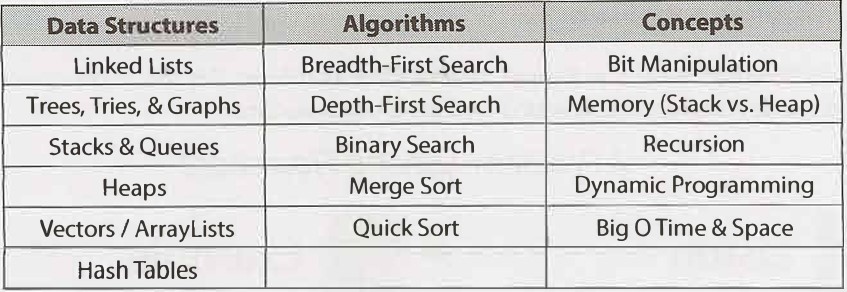 Data Structures Algorithms Concepts
Linked Lists Breadth-First Search Bit Manipulation
Trees, Tries, & Graphs Depth-First Search Memory (Stack vs. Heap)
Stacks & Queues Binary Search Recursion
Heaps Merge Sort Dynamic Programming
Vectors / ArrayLists Quick Sort Big O Time & Space
Hash Tables